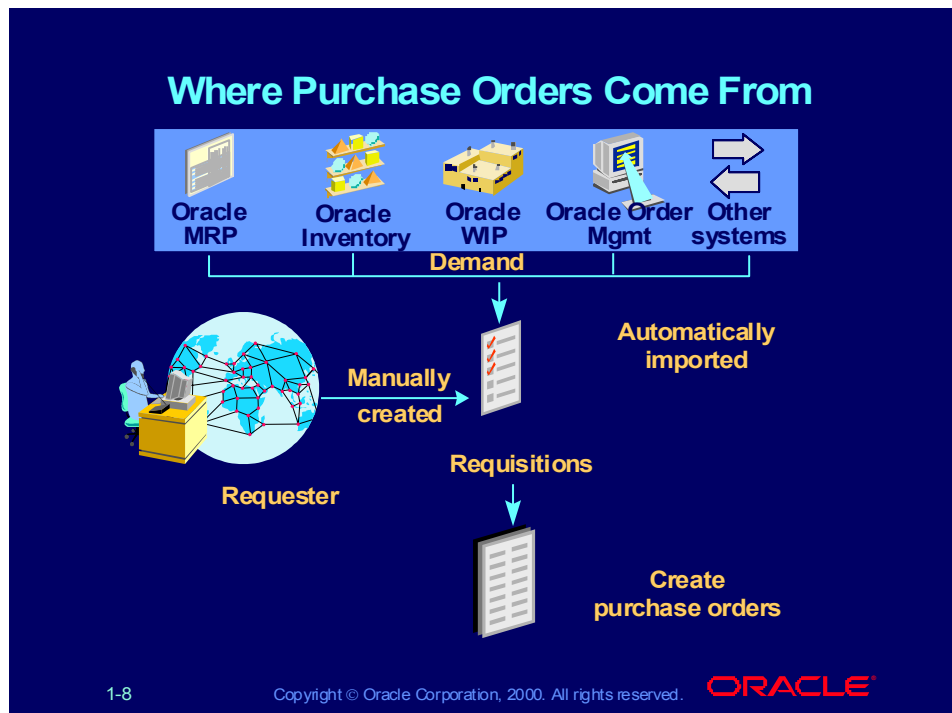 Where Purchase Orders Come From
Oracle MRP
Oracle Inventory
Oracle WIP
Oracle Order Mgmt
Other systems
Demand
Automatically imported
Manually created
Requisitions
Requester
Create purchase orders
1-8
Copyright © Oracle Corporation, 2000. All rights reserved.
ORACLE®